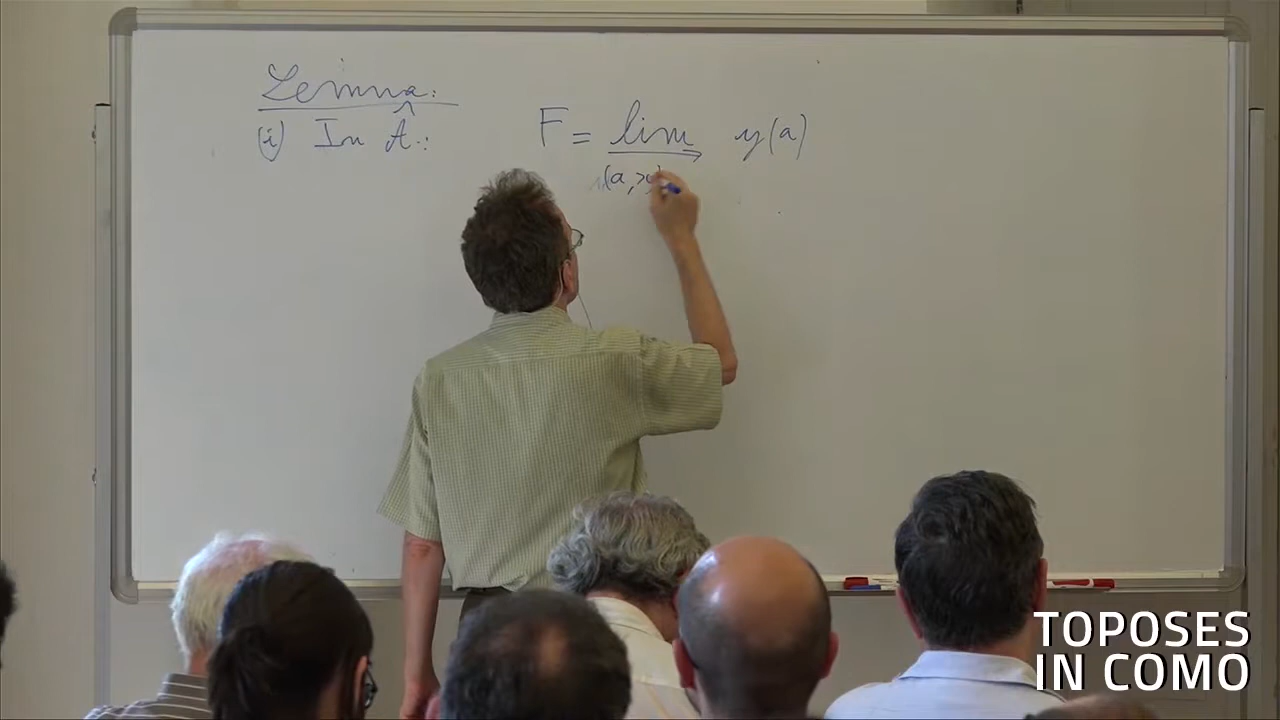 Lemma:
(i) In Â: F = lim y(a)
(a,x)
TOPOSES
IN COMO